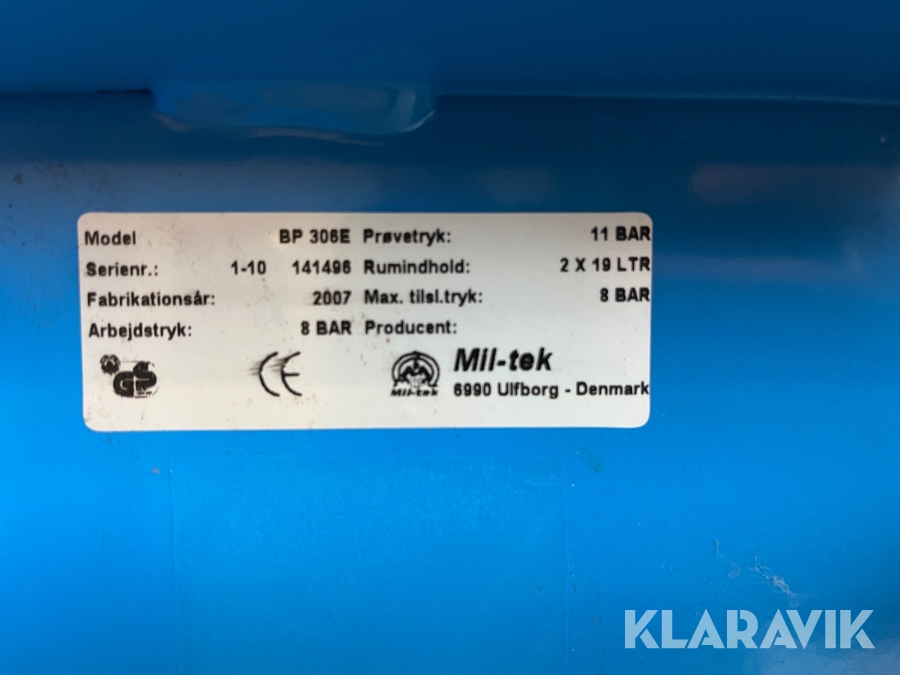 Model BP 306E Prøvetryk: 11 BAR
Serienr.: 1-10 141496 Rumindhold: 2 X 19 LTR
Fabrikationsår: 2007 Max. tilsl.tryk: 8 BAR
Arbejdstryk: 8 BAR Producent:
GS CE Mil-tek Mil-tek
6990 Ulfborg - Denmark
KLARAVIK